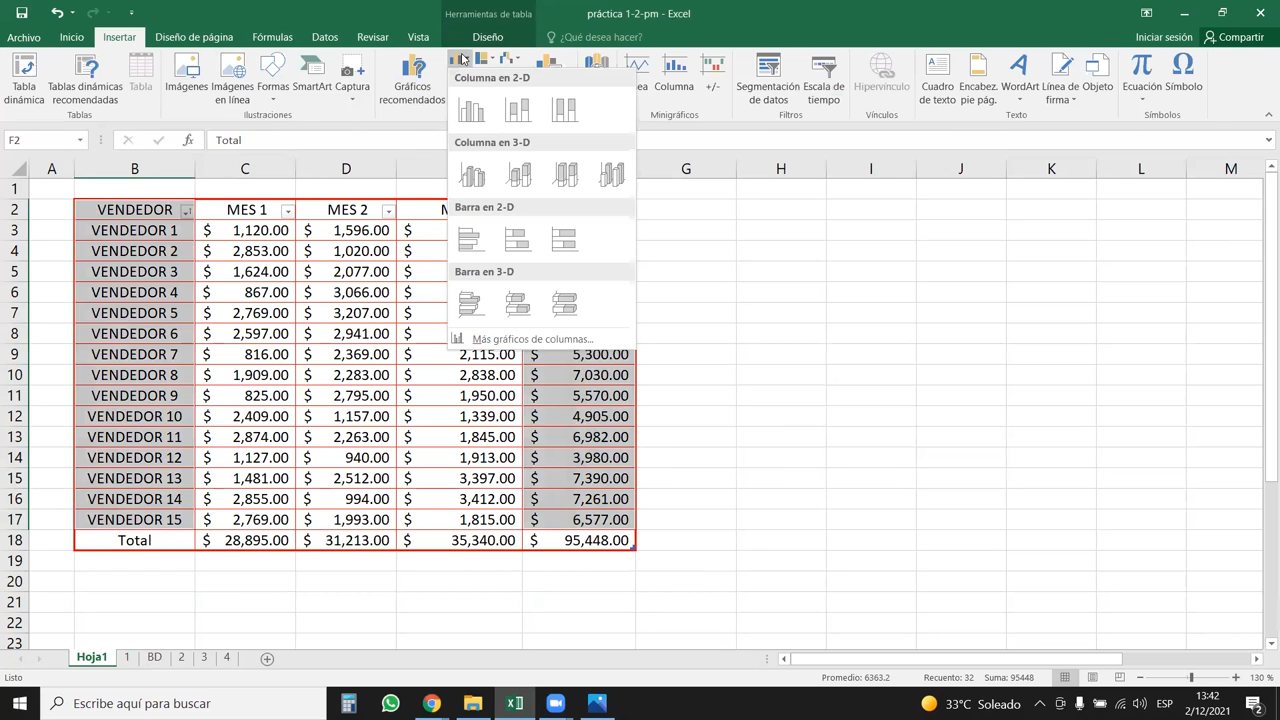 Herramientas de tabla
práctica 1-2-pm - Excel
Archivo Inicio Insertar Diseño de página Fórmulas Datos Revisar Vista Diseño ¿Qué desea hacer? Iniciar sesión Compartir
Tabla dinámica
Tablas dinámicas recomendadas
Tabla
Imágenes
Imágenes en línea
Formas
SmartArt
Captura
Gráficos recomendados
Columna
+/-
Segmentación de datos
Escala de tiempo
Hipervínculo
Cuadro de texto
Encabez. pie pág.
WordArt
Línea de firma
Objeto
Ecuación
Símbolo
Tablas Ilustraciones Minigráficos Filtros Vínculos Texto Símbolos
Columna en 2-D
Columna en 3-D
Barra en 2-D
Barra en 3-D
Más gráficos de columnas...
F2 fx Total
A B C D G H I J K L M
1
2 VENDEDOR MES 1 MES 2 M
3 VENDEDOR 1 $ 1,120.00 $ 1,596.00 $
4 VENDEDOR 2 $ 2,853.00 $ 1,020.00 $
5 VENDEDOR 3 $ 1,624.00 $ 2,077.00 $
6 VENDEDOR 4 $ 867.00 $ 3,066.00 $
7 VENDEDOR 5 $ 2,769.00 $ 3,207.00 $
8 VENDEDOR 6 $ 2,597.00 $ 2,941.00 $
9 VENDEDOR 7 $ 816.00 $ 2,369.00 $ 2,115.00 $ 5,300.00
10 VENDEDOR 8 $ 1,909.00 $ 2,283.00 $ 2,838.00 $ 7,030.00
11 VENDEDOR 9 $ 825.00 $ 2,795.00 $ 1,950.00 $ 5,570.00
12 VENDEDOR 10 $ 2,409.00 $ 1,157.00 $ 1,339.00 $ 4,905.00
13 VENDEDOR 11 $ 2,874.00 $ 2,263.00 $ 1,845.00 $ 6,982.00
14 VENDEDOR 12 $ 1,127.00 $ 940.00 $ 1,913.00 $ 3,980.00
15 VENDEDOR 13 $ 1,481.00 $ 2,512.00 $ 3,397.00 $ 7,390.00
16 VENDEDOR 14 $ 2,855.00 $ 994.00 $ 3,412.00 $ 7,261.00
17 VENDEDOR 15 $ 2,769.00 $ 1,993.00 $ 1,815.00 $ 6,577.00
18 Total $ 28,895.00 $ 31,213.00 $ 35,340.00 $ 95,448.00
19
20
21
22
23
Hoja1 1 BD 2 3 4
Listo Promedio: 6363.2 Recuento: 32 Suma: 95448 130 %
Escribe aquí para buscar
33°C Soleado
ESP
13:42
2/12/2021
2